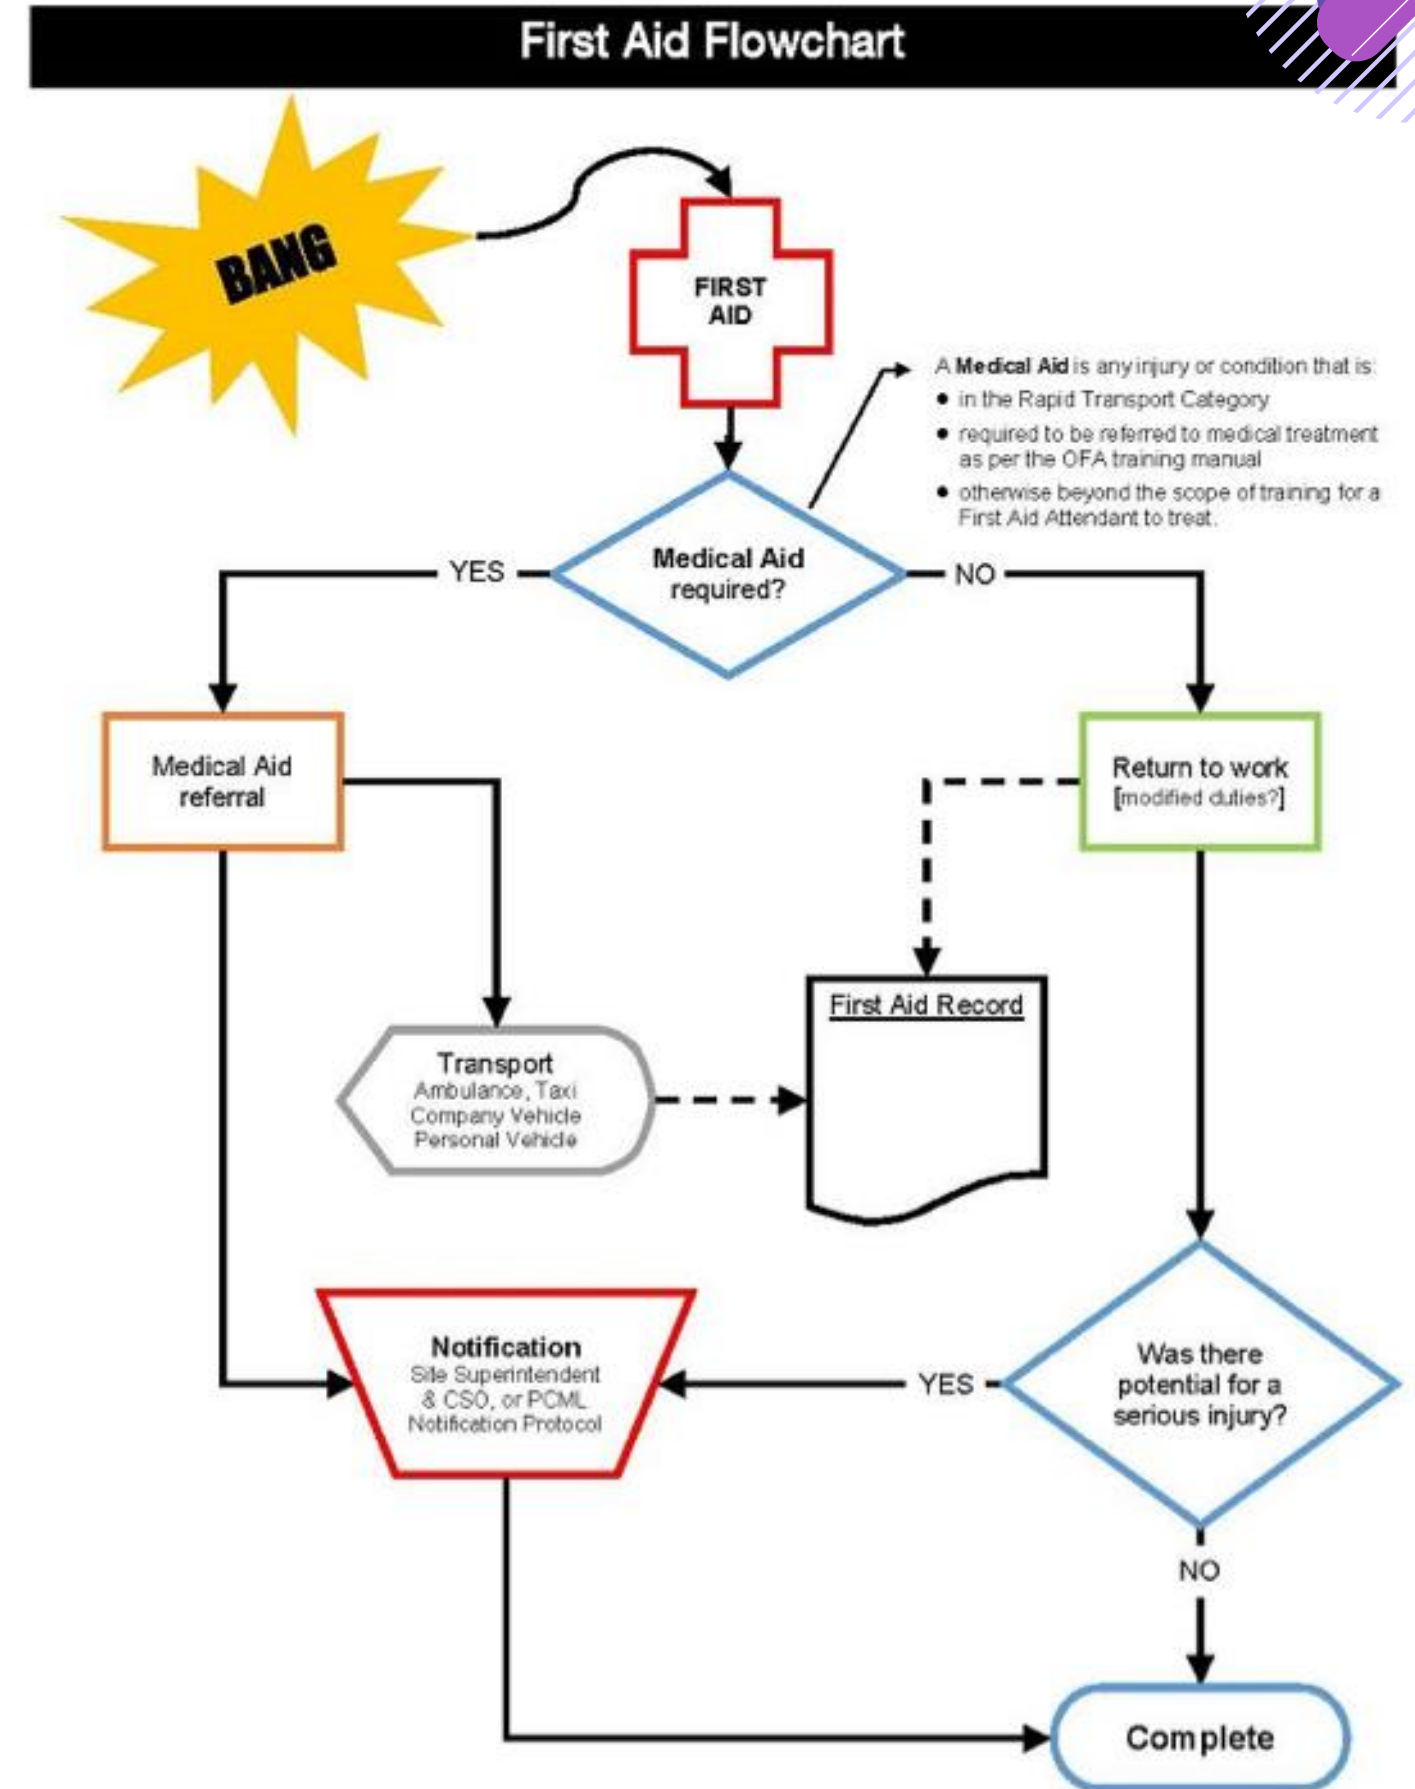 First Aid Flowchart
BANG
FIRST
AID
A Medical Aid is any injury or condition that is:
● in the Rapid Transport Category
● required to be referred to medical treatment
as per the OFA training manual
● otherwise beyond the scope of training for a
First Aid Attendant to treat.
Medical Aid
required?
YES
NO
Medical Aid
referral
Return to work
[modified duties?]
First Aid Record
Transport
Ambulance, Taxi
Company Vehicle
Personal Vehicle
Notification
Site Superintendent
& CSO, or PCML
Notification Protocol
YES
Was there
potential for a
serious injury?
NO
Complete